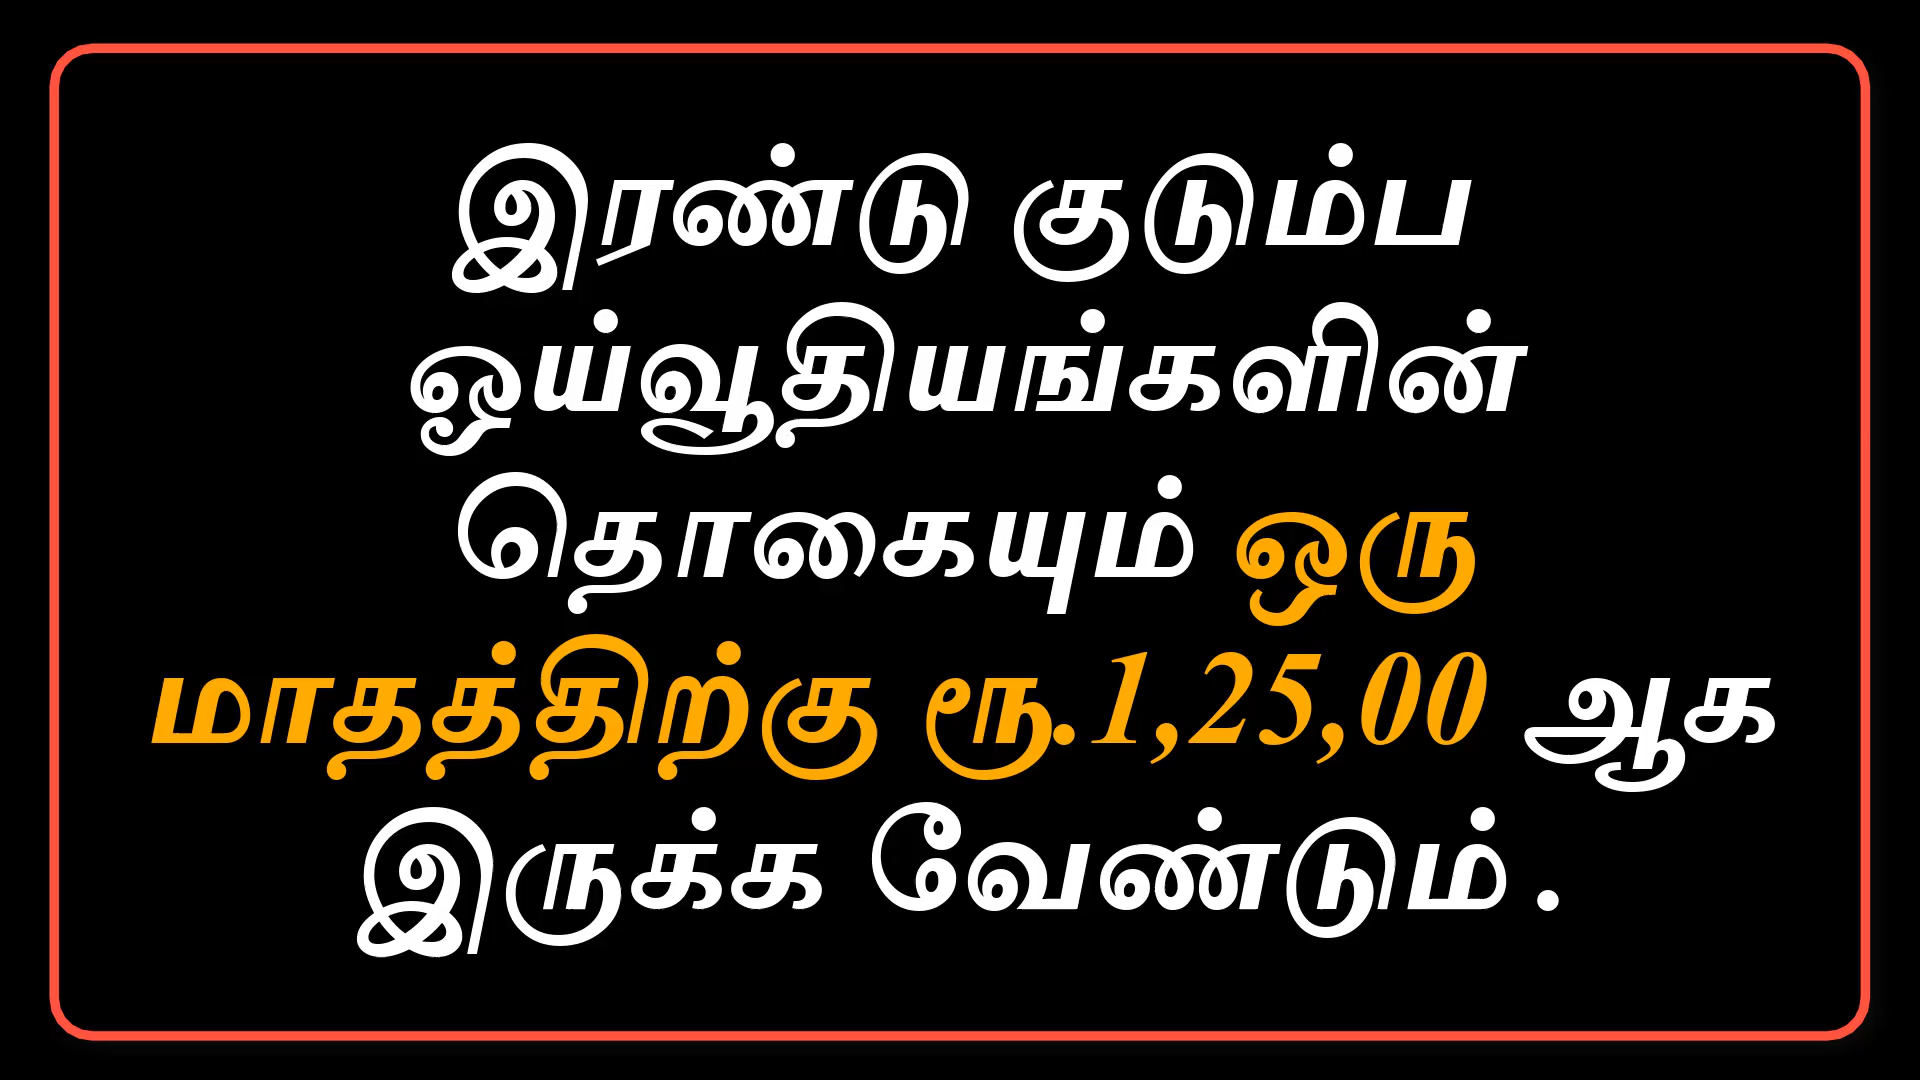 இரண்டு குடும்ப
ஓய்வூதியங்களின்
தொகையும் ஒரு
மாதத்திற்கு ரூ.1,25,00 ஆக
இருக்க வேண்டும் .